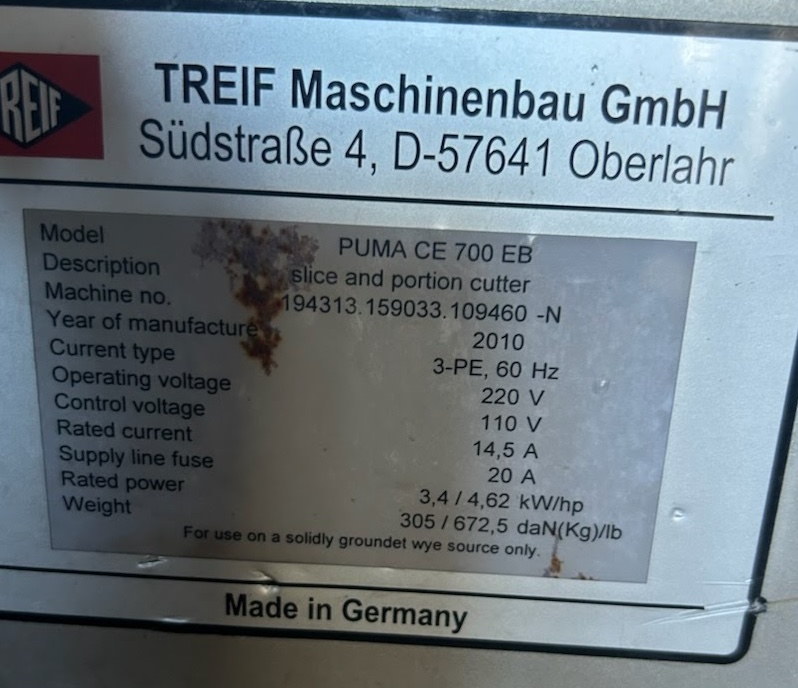 TREIF
TREIF Maschinenbau GmbH
Südstraße 4, D-57641 Oberlahr
Model PUMA CE 700 EB
Description slice and portion cutter
Machine no. 194313.159033.109460 -N
Year of manufacture 2010
Current type 3-PE, 60 Hz
Operating voltage 220 V
Control voltage 110 V
Rated current 14,5 A
Supply line fuse 20 A
Rated power 3,4 / 4,62 kW/hp
Weight 305 / 672,5 daN(Kg)/lb
For use on a solidly groundet wye source only.
Made in Germany